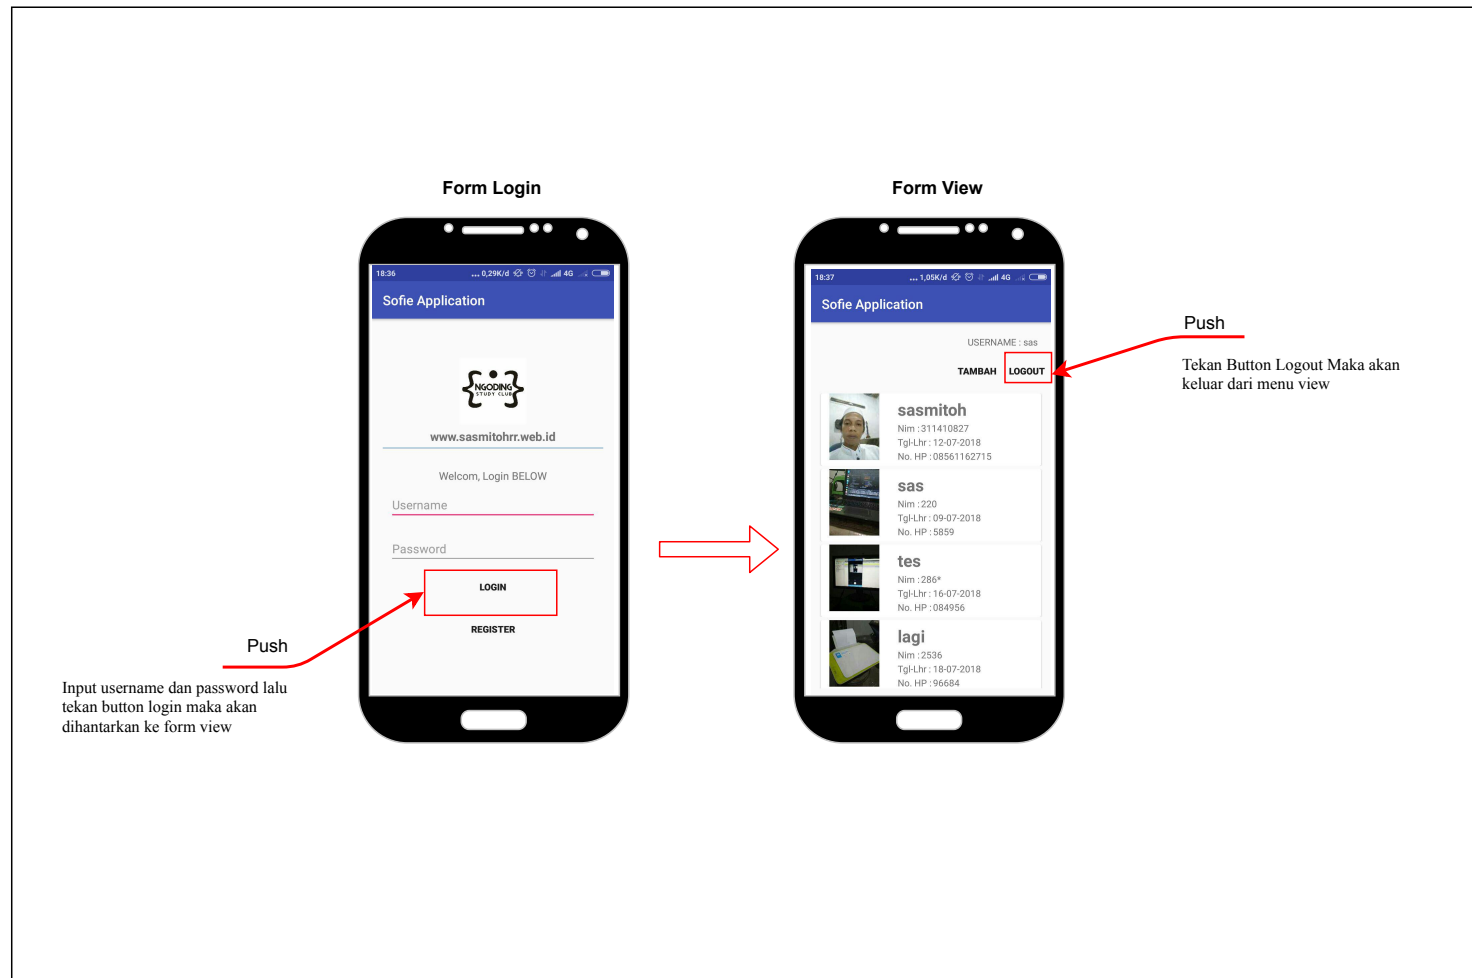 Form Login
18:36 ... 0,29K/d 4G
Sofie Application
NGODING
STUDY CLUB
www.sasmitohrr.web.id
Welcom, Login BELOW
Username
Password
LOGIN
REGISTER
Push
Input username dan password lalu
tekan button login maka akan
dihantarkan ke form view
Form View
18:37 ... 1,05K/d 4G
Sofie Application
USERNAME : sas
TAMBAH LOGOUT
sasmitoh
Nim : 311410827
Tgl-Lhr : 12-07-2018
No. HP : 08561162715
sas
Nim : 220
Tgl-Lhr : 09-07-2018
No. HP : 5859
tes
Nim : 286*
Tgl-Lhr : 16-07-2018
No. HP : 084956
lagi
Nim : 2536
Tgl-Lhr : 18-07-2018
No. HP : 96684
Push
Tekan Button Logout Maka akan
keluar dari menu view